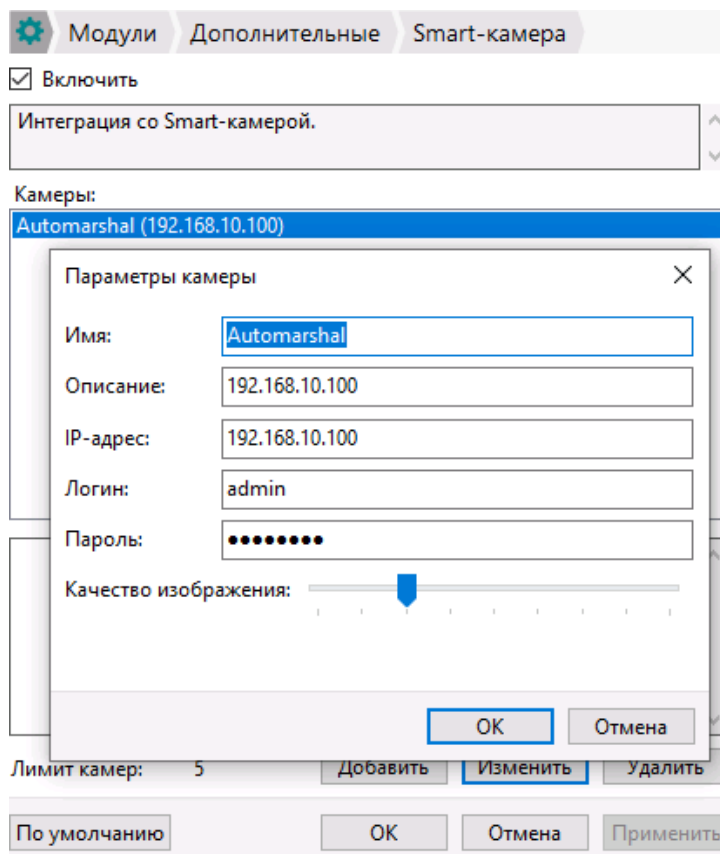 Модули Дополнительные Smart-камера
Включить
Интеграция со Smart-камерой.
Камеры:
Automarshal (192.168.10.100)
Параметры камеры
Имя: Automarshal
Описание: 192.168.10.100
IP-адрес: 192.168.10.100
Логин: admin
Пароль: ●●●●●●●●
Качество изображения:
OK Отмена
Лимит камер: 5 Добавить Изменить Удалить
По умолчанию OK Отмена Применить